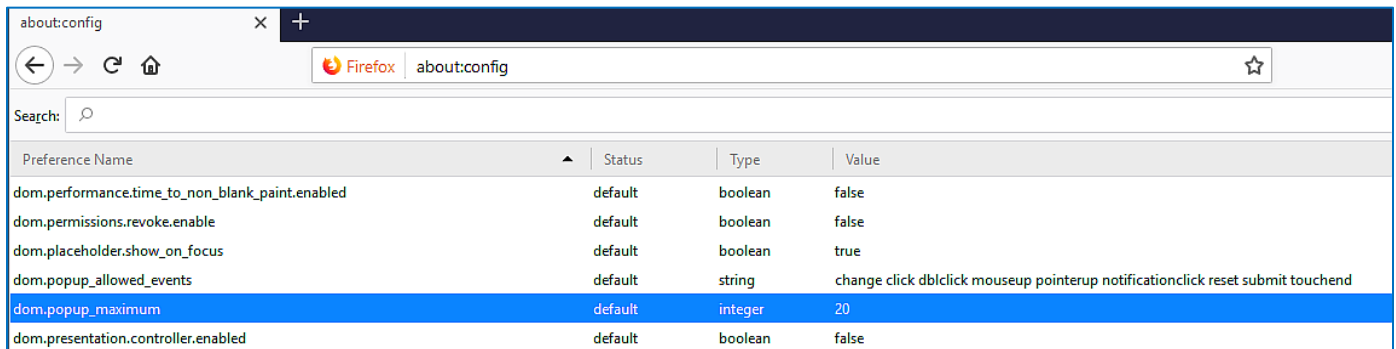 about:config
Firefox about:config
Search:
Preference Name Status Type Value
dom.performance.time_to_non_blank_paint.enabled default boolean false
dom.permissions.revoke.enable default boolean false
dom.placeholder.show_on_focus default boolean true
dom.popup_allowed_events default string change click dblclick mouseup pointerup notificationclick reset submit touchend
dom.popup_maximum default integer 20
dom.presentation.controller.enabled default boolean false